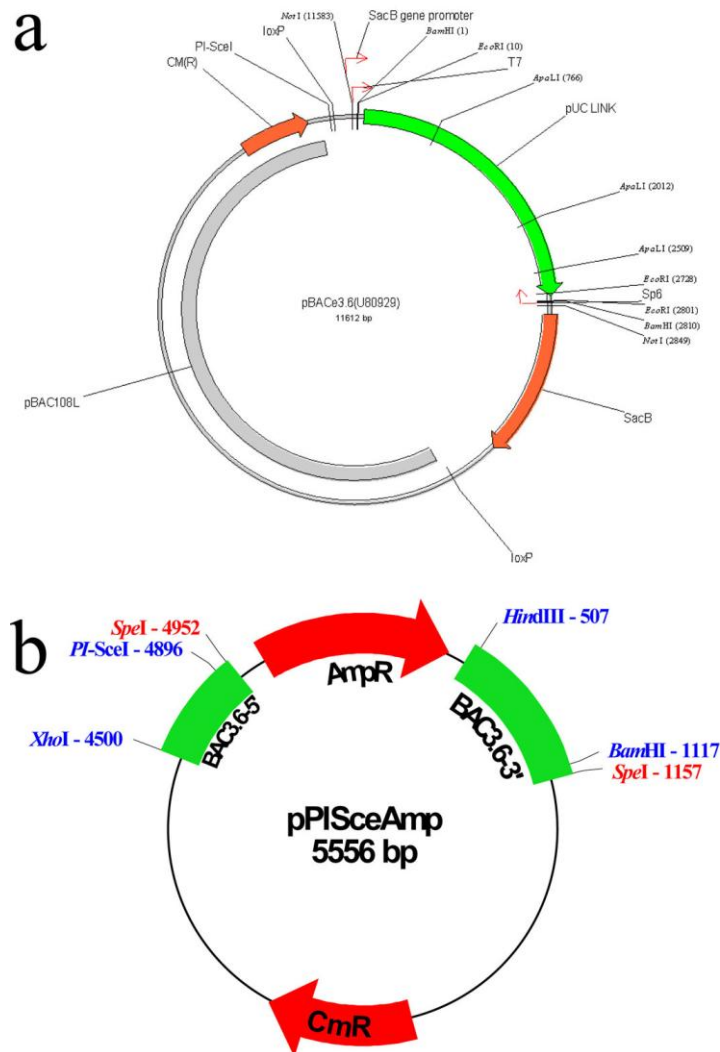 a
SacB gene promoter
NotI (11583)
BamHI (1)
loxP
EcoRI (10)
PI-SceI
T7
CM(R)
ApaLI (766)
pUC LINK
ApaLI (2012)
ApaLI (2509)
EcoRI (2728)
Sp6
EcoRI (2801)
BamHI (2810)
NotI (2849)
pBACe3.6(U80929)
11612 bp
pBAC108L
SacB
loxP
b
SpeI - 4952
PI-SceI - 4896
XhoI - 4500
BAC3.6-5'
AmpR
HindIII - 507
BAC3.6-3'
BamHI - 1117
SpeI - 1157
pPISceAmp
5556 bp
CmR